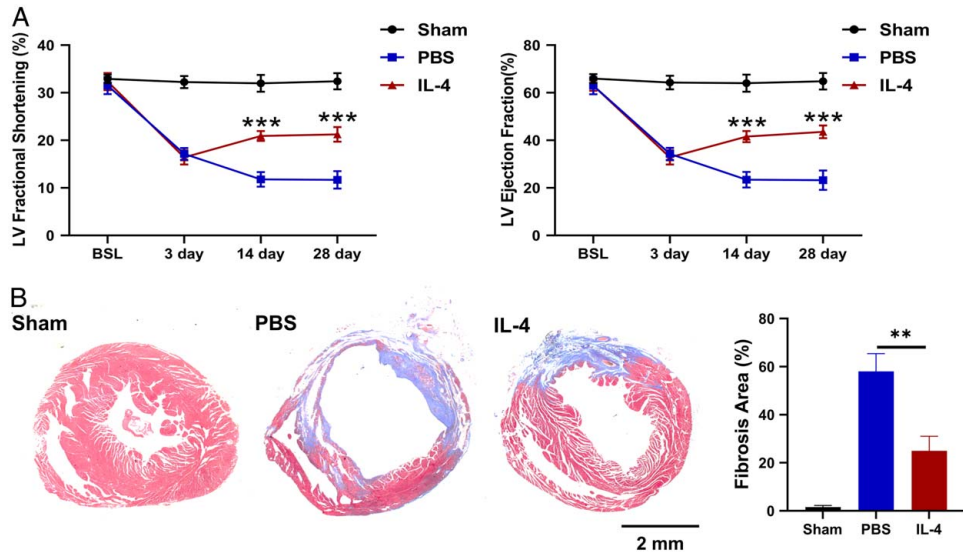 A
Sham
PBS
IL-4
LV Fractional Shortening (%)
40
30
20
10
0
*** ***
BSL 3 day 14 day 28 day
Sham
PBS
IL-4
LV Ejection Fraction(%)
80
60
40
20
0
*** ***
BSL 3 day 14 day 28 day
B
Sham
PBS
IL-4
2 mm
Fibrosis Area (%)
80
60
40
20
0
**
Sham PBS IL-4